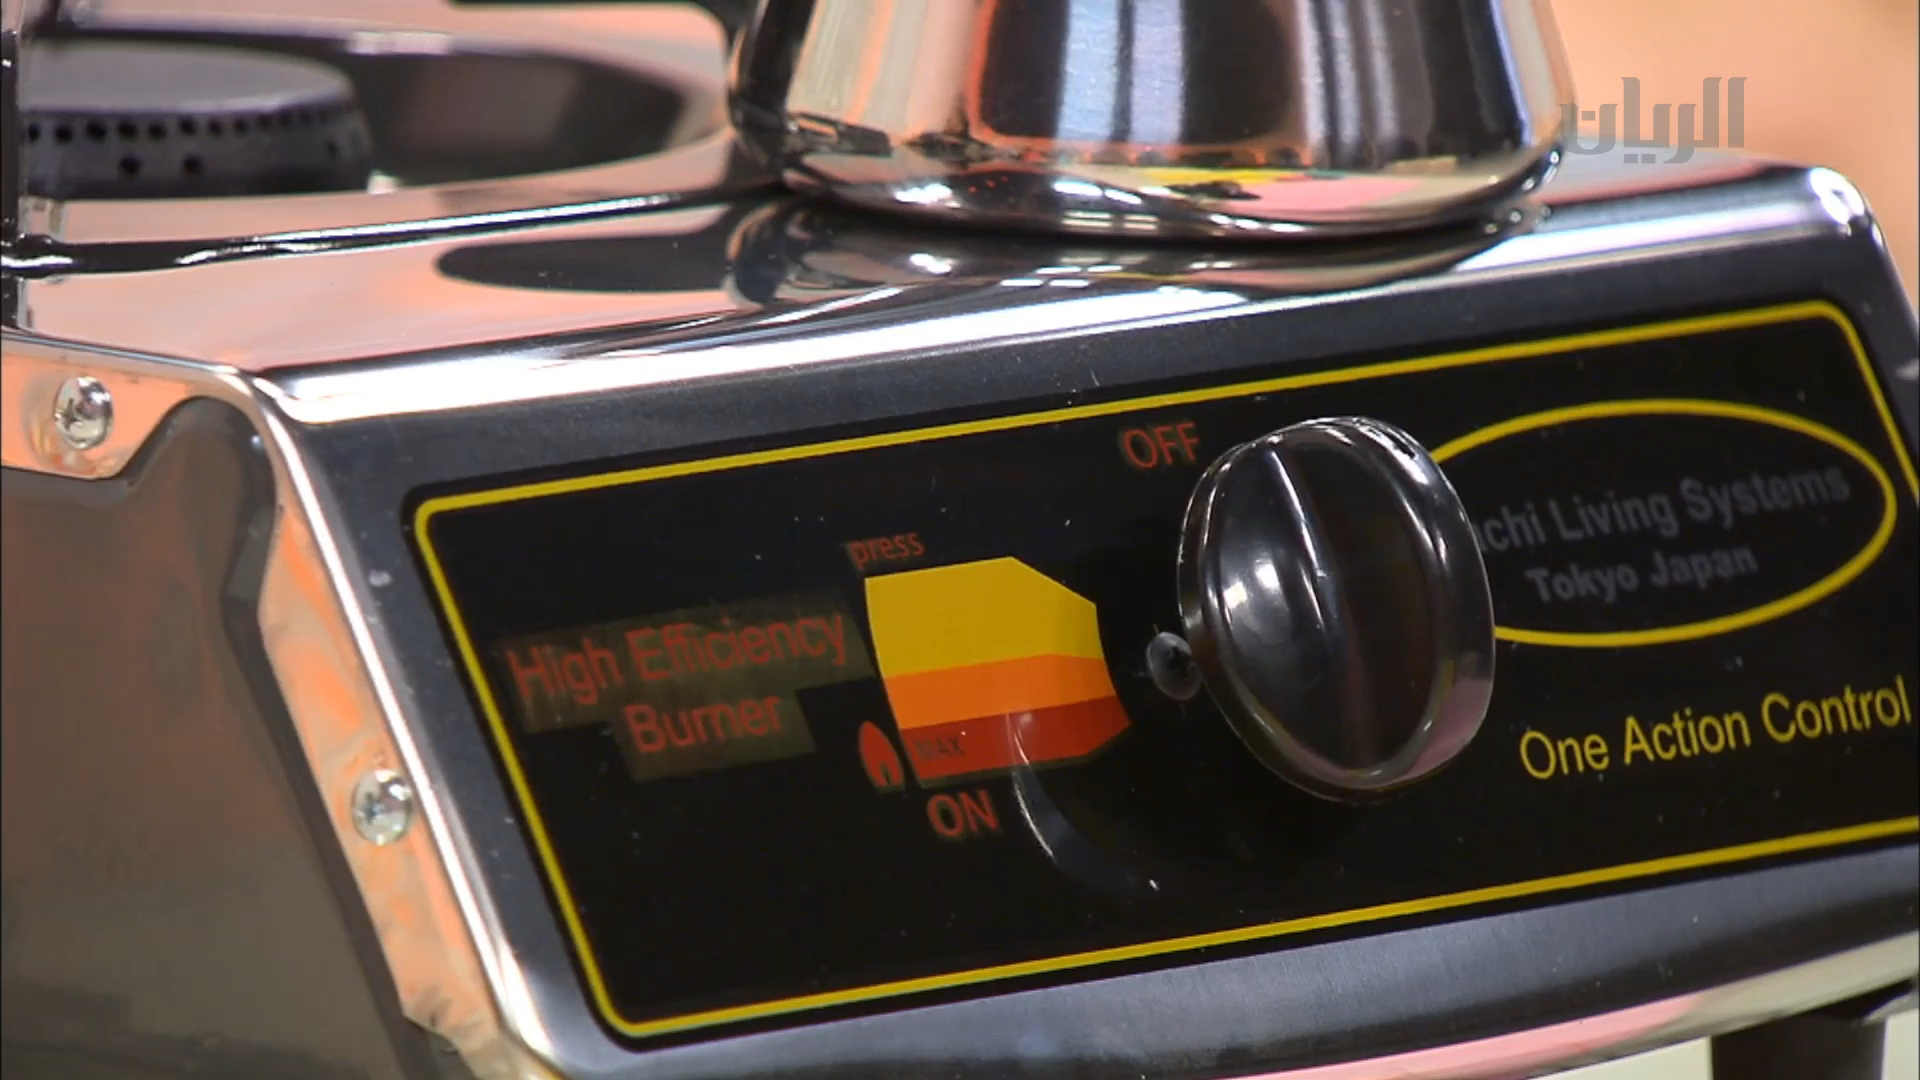 الريان
OFF
press
High Efficiency
Burner
MAX
ON
Living Systems
Tokyo Japan
One Action Control